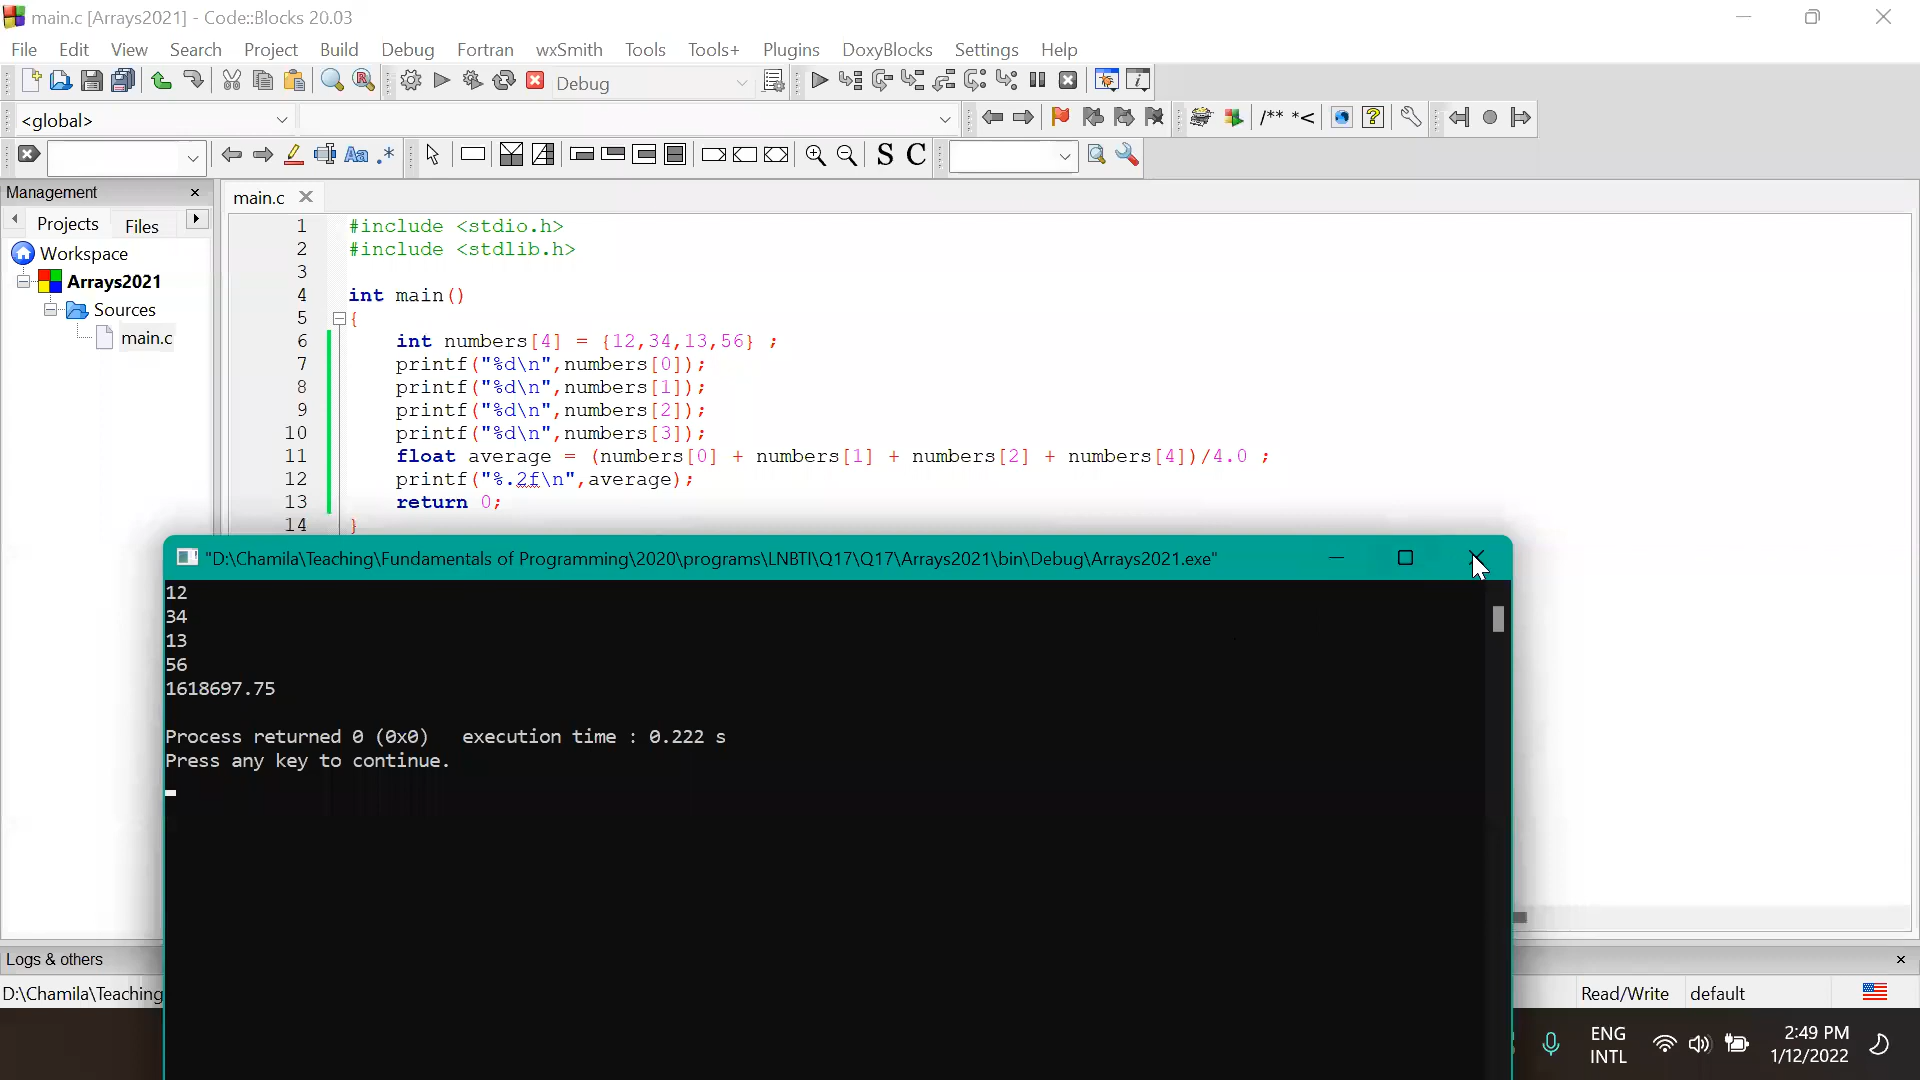 main.c [Arrays2021] - Code::Blocks 20.03
File Edit View Search Project Build Debug Fortran wxSmith Tools Tools+ Plugins DoxyBlocks Settings Help
Debug
<global>
/** *<
Aa .* S C
Management
Projects Files
Workspace
Arrays2021
Sources
main.c
main.c
1 #include <stdio.h>
2 #include <stdlib.h>
3
4 int main()
5 {
6 int numbers[4] = {12,34,13,56} ;
7 printf("%d\n",numbers[0]);
8 printf("%d\n",numbers[1]);
9 printf("%d\n",numbers[2]);
10 printf("%d\n",numbers[3]);
11 float average = (numbers[0] + numbers[1] + numbers[2] + numbers[4])/4.0 ;
12 printf("%.2f\n",average);
13 return 0;
14 }
"D:\Chamila\Teaching\Fundamentals of Programming\2020\programs\LNBTI\Q17\Q17\Arrays2021\bin\Debug\Arrays2021.exe"
12
34
13
56
1618697.75
Process returned 0 (0x0) execution time : 0.222 s
Press any key to continue.
Logs & others
D:\Chamila\Teaching
Read/Write default
ENG
INTL
2:49 PM
1/12/2022